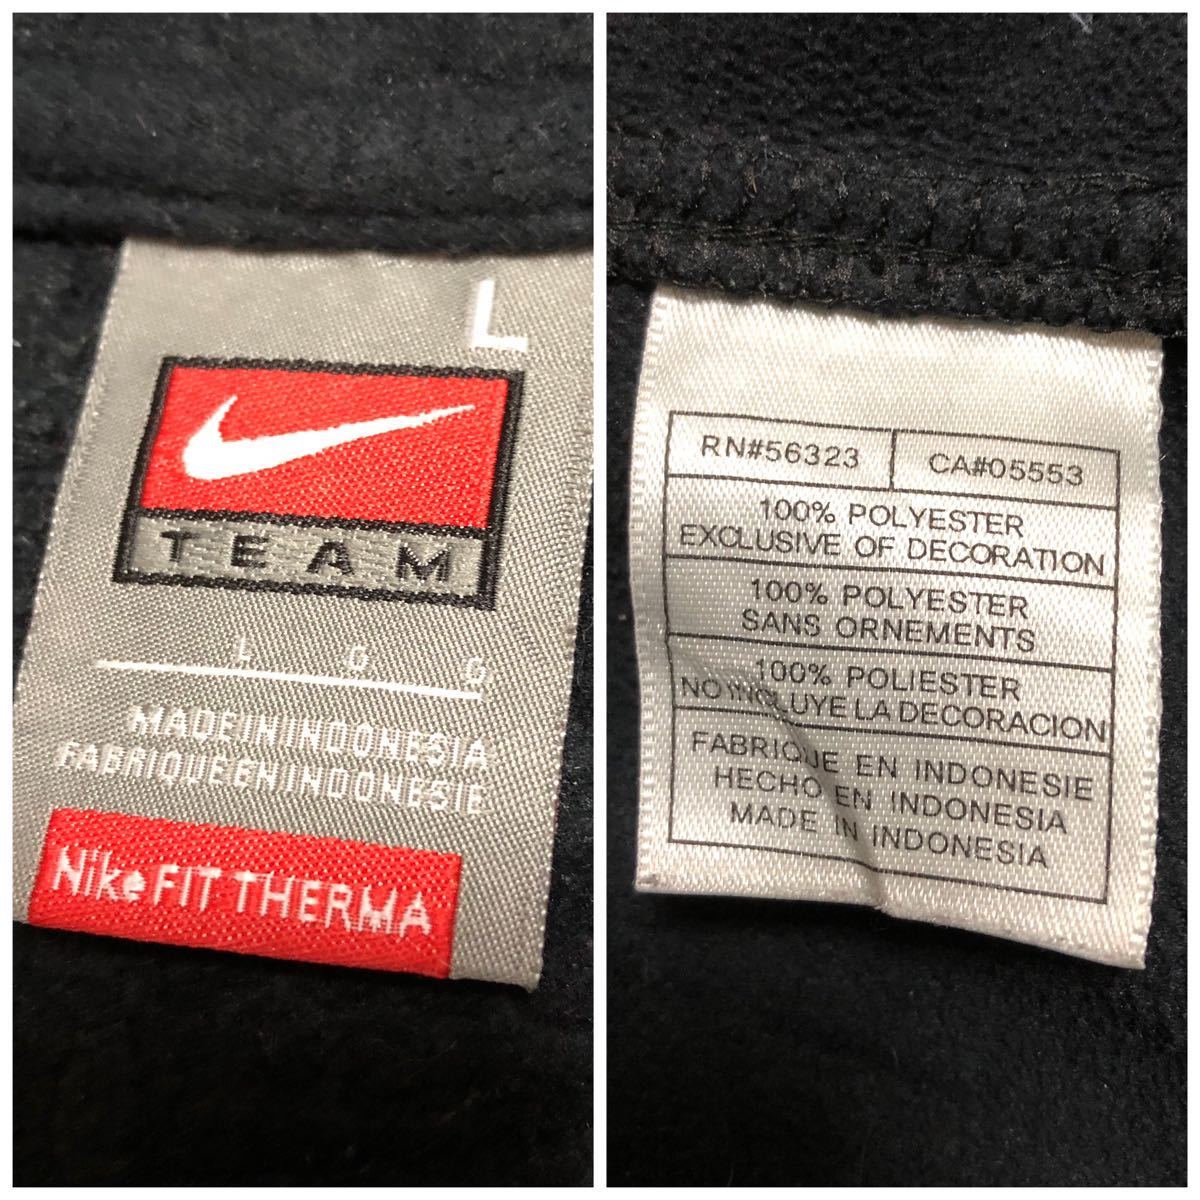 L
TEAM
L G G
MADE IN INDONESIA
FABRIQUE EN INDONESIE
Nike FIT THERMA
RN#56323
CA#05553
100% POLYESTER
EXCLUSIVE OF DECORATION
100% POLYESTER
SANS ORNEMENTS
100% POLIESTER
NO INCLUYE LA DECORACION
FABRIQUE EN INDONESIE
HECHO EN INDONESIA
MADE IN INDONESIA